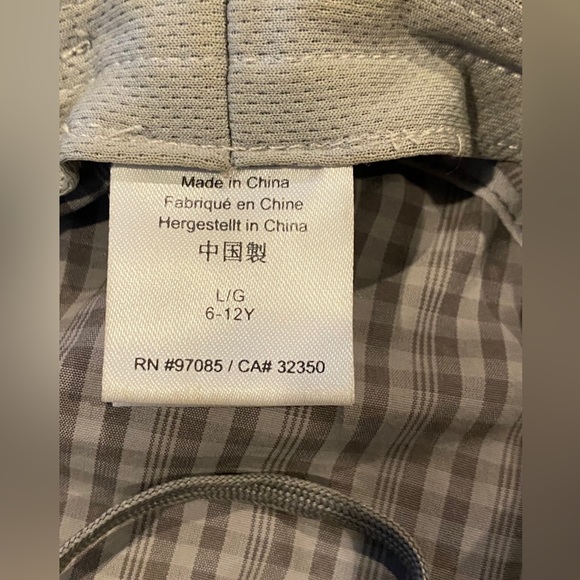 Made in China
Fabriqué en Chine
Hergestellt in China
中国製
L/G
6-12Y
RN #97085 / CA# 32350